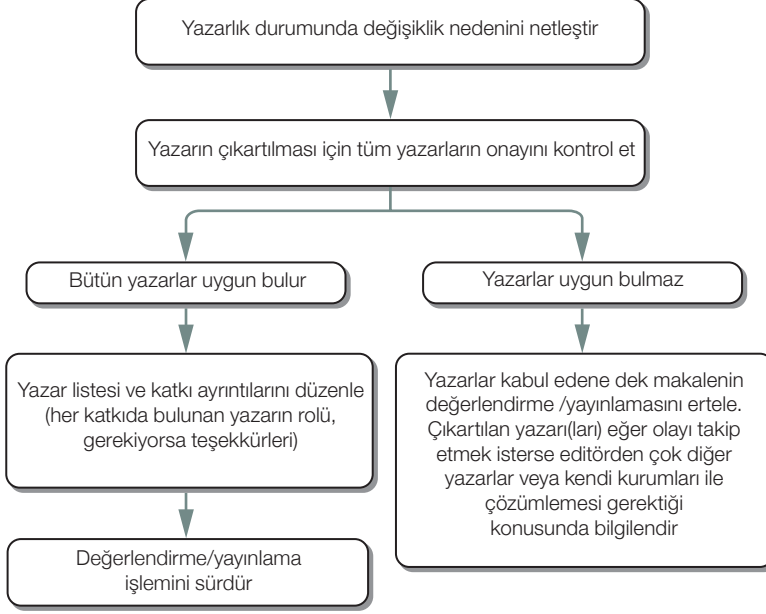 Yazarlık durumunda değişiklik nedenini netleştir
Yazarın çıkartılması için tüm yazarların onayını kontrol et
Bütün yazarlar uygun bulur
Yazarlar uygun bulmaz
Yazar listesi ve katkı ayrıntılarını düzenle
(her katkıda bulunan yazarın rolü,
gerekiyorsa teşekkürleri)
Yazarlar kabul edene dek makalenin
değerlendirme /yayınlamasını ertele.
Çıkartılan yazarı(ları) eğer olayı takip
etmek isterse editörden çok diğer
yazarlar veya kendi kurumları ile
çözümlemesi gerektiği
konusunda bilgilendir
Değerlendirme/yayınlama
işlemini sürdür